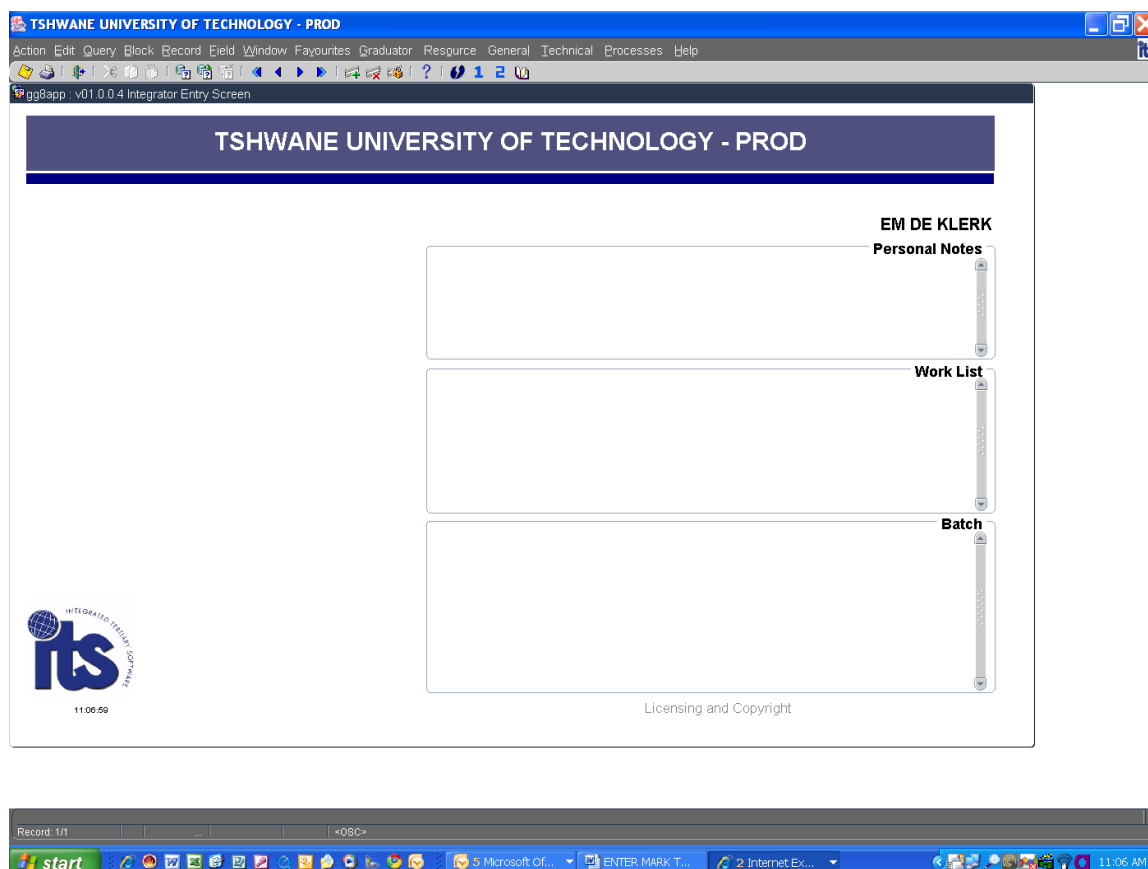 TSHWANE UNIVERSITY OF TECHNOLOGY - PROD
Action Edit Query Block Record Field Window Favourites Graduator Resource General Technical Processes Help
? 1 2
gg8app : v01.0.0.4 Integrator Entry Screen
TSHWANE UNIVERSITY OF TECHNOLOGY - PROD
EM DE KLERK
Personal Notes
Work List
Batch
INTEGRATED TERTIARY SOFTWARE
its
11:06:59
Licensing and Copyright
Record: 1/1 ... <OSC>
start 5 Microsoft Of... ENTER MARK T... 2 Internet Ex... 11:06 AM